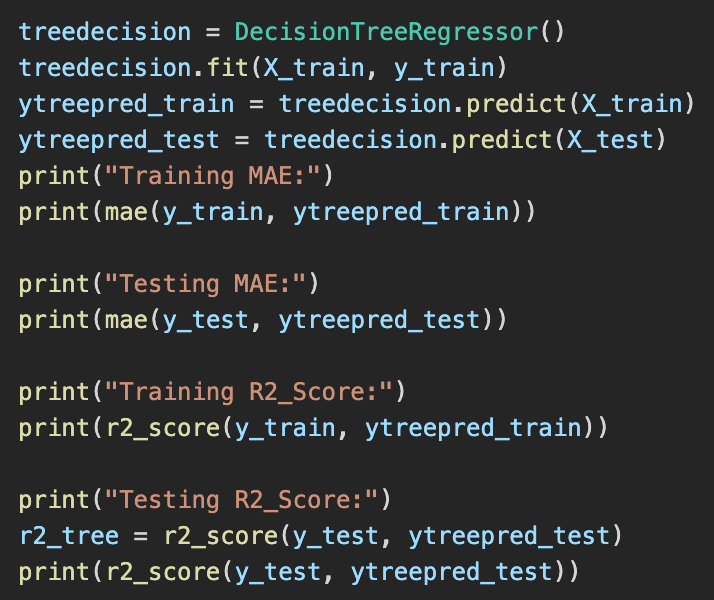 treedecision = DecisionTreeRegressor()
treedecision.fit(X_train, y_train)
ytreepred_train = treedecision.predict(X_train)
ytreepred_test = treedecision.predict(X_test)
print("Training MAE:")
print(mae(y_train, ytreepred_train))
print("Testing MAE:")
print(mae(y_test, ytreepred_test))
print("Training R2_Score:")
print(r2_score(y_train, ytreepred_train))
print("Testing R2_Score:")
r2_tree = r2_score(y_test, ytreepred_test)
print(r2_score(y_test, ytreepred_test))